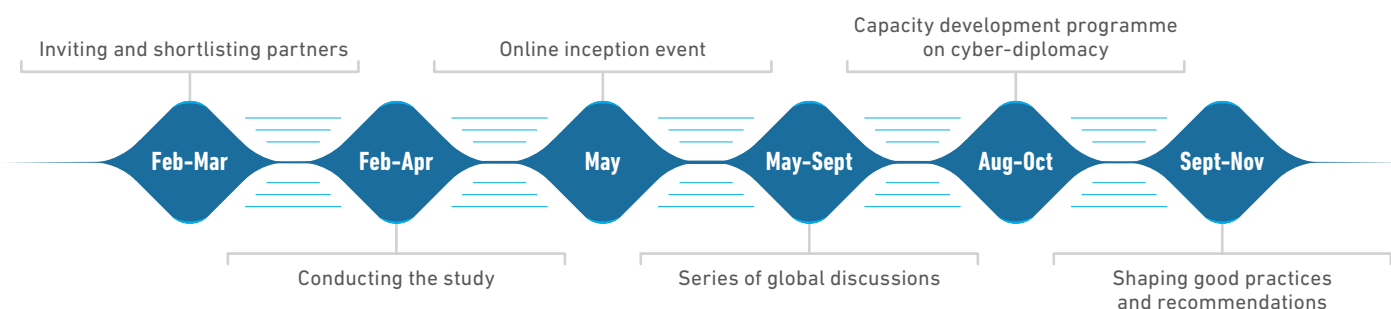 Inviting and shortlisting partners
Online inception event
Capacity development programme
on cyber-diplomacy
Feb-Mar
Feb-Apr
May
May-Sept
Aug-Oct
Sept-Nov
Conducting the study
Series of global discussions
Shaping good practices
and recommendations